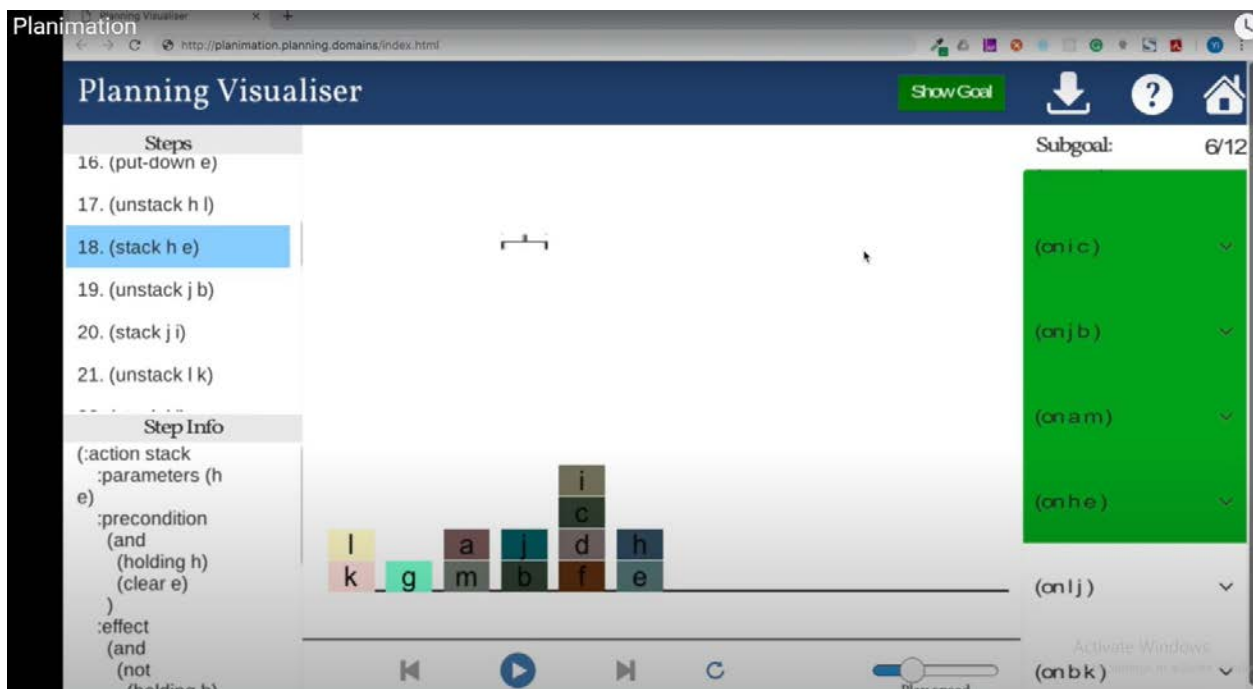 Planimation
Planning Visualiser
http://planimation.planning.domains/index.html
Planning Visualiser
Show Goal
?
Steps
16. (put-down e)
17. (unstack h l)
18. (stack h e)
19. (unstack j b)
20. (stack j i)
21. (unstack l k)
Step Info
(:action stack
:parameters (h
e)
:precondition
(and
(holding h)
(clear e)
)
:effect
(and
(not
(holding h)
i
c
l a j d h
k g m b f e
Subgoal: 6/12
(on i c)
(on j b)
(on a m)
(on h e)
(on l j)
(on b k)
Activate Windows